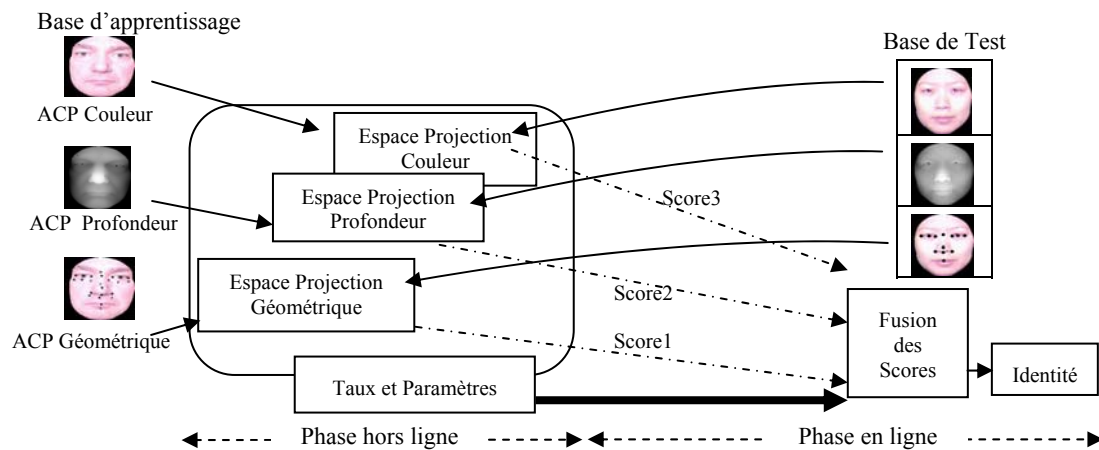 Base d'apprentissage
ACP Couleur
ACP Profondeur
ACP Géométrique
Espace Projection
Couleur
Espace Projection
Profondeur
Espace Projection
Géométrique
Taux et Paramètres
Score3
Score2
Score1
Base de Test
Fusion
des
Scores
Identité
Phase hors ligne
Phase en ligne